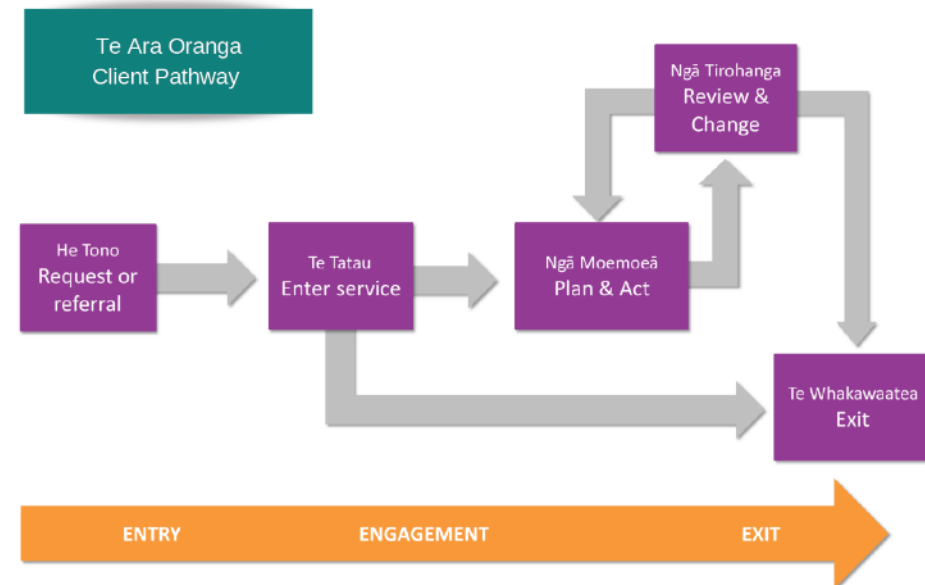 Te Ara Oranga
Client Pathway
Ngā Tirohanga
Review &
Change
He Tono
Request or
referral
Te Tatau
Enter service
Ngā Moemoeā
Plan & Act
Te Whakawaatea
Exit
ENTRY
ENGAGEMENT
EXIT